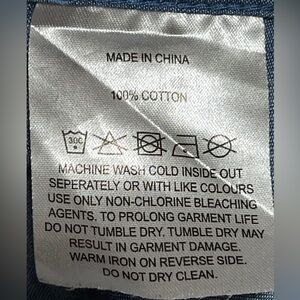 MADE IN CHINA
100% COTTON
30C
MACHINE WASH COLD INSIDE OUT
SEPERATELY OR WITH LIKE COLOURS
USE ONLY NON-CHLORINE BLEACHING
AGENTS. TO PROLONG GARMENT LIFE
DO NOT TUMBLE DRY. TUMBLE DRY MAY
RESULT IN GARMENT DAMAGE.
WARM IRON ON REVERSE SIDE.
DO NOT DRY CLEAN.